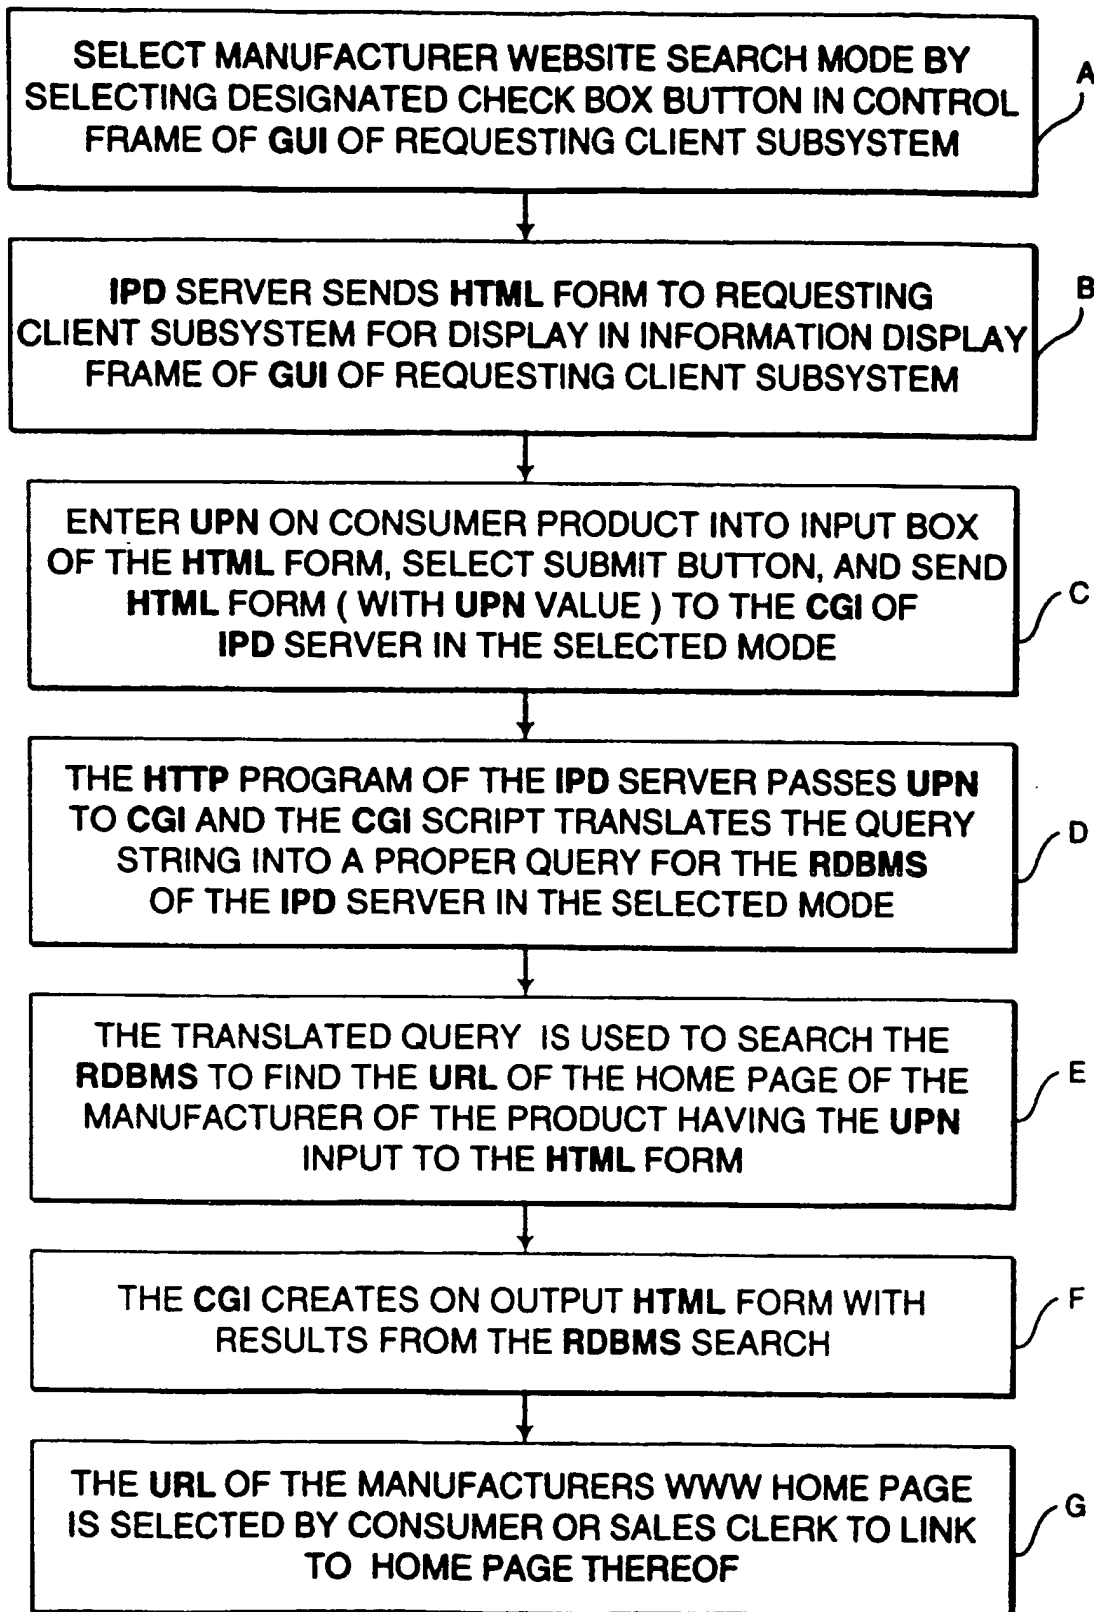 SELECT MANUFACTURER WEBSITE SEARCH MODE BY
SELECTING DESIGNATED CHECK BOX BUTTON IN CONTROL
FRAME OF GUI OF REQUESTING CLIENT SUBSYSTEM
A
IPD SERVER SENDS HTML FORM TO REQUESTING
CLIENT SUBSYSTEM FOR DISPLAY IN INFORMATION DISPLAY
FRAME OF GUI OF REQUESTING CLIENT SUBSYSTEM
B
ENTER UPN ON CONSUMER PRODUCT INTO INPUT BOX
OF THE HTML FORM, SELECT SUBMIT BUTTON, AND SEND
HTML FORM ( WITH UPN VALUE ) TO THE CGI OF
IPD SERVER IN THE SELECTED MODE
C
THE HTTP PROGRAM OF THE IPD SERVER PASSES UPN
TO CGI AND THE CGI SCRIPT TRANSLATES THE QUERY
STRING INTO A PROPER QUERY FOR THE RDBMS
OF THE IPD SERVER IN THE SELECTED MODE
D
THE TRANSLATED QUERY IS USED TO SEARCH THE
RDBMS TO FIND THE URL OF THE HOME PAGE OF THE
MANUFACTURER OF THE PRODUCT HAVING THE UPN
INPUT TO THE HTML FORM
E
THE CGI CREATES ON OUTPUT HTML FORM WITH
RESULTS FROM THE RDBMS SEARCH
F
THE URL OF THE MANUFACTURERS WWW HOME PAGE
IS SELECTED BY CONSUMER OR SALES CLERK TO LINK
TO HOME PAGE THEREOF
G